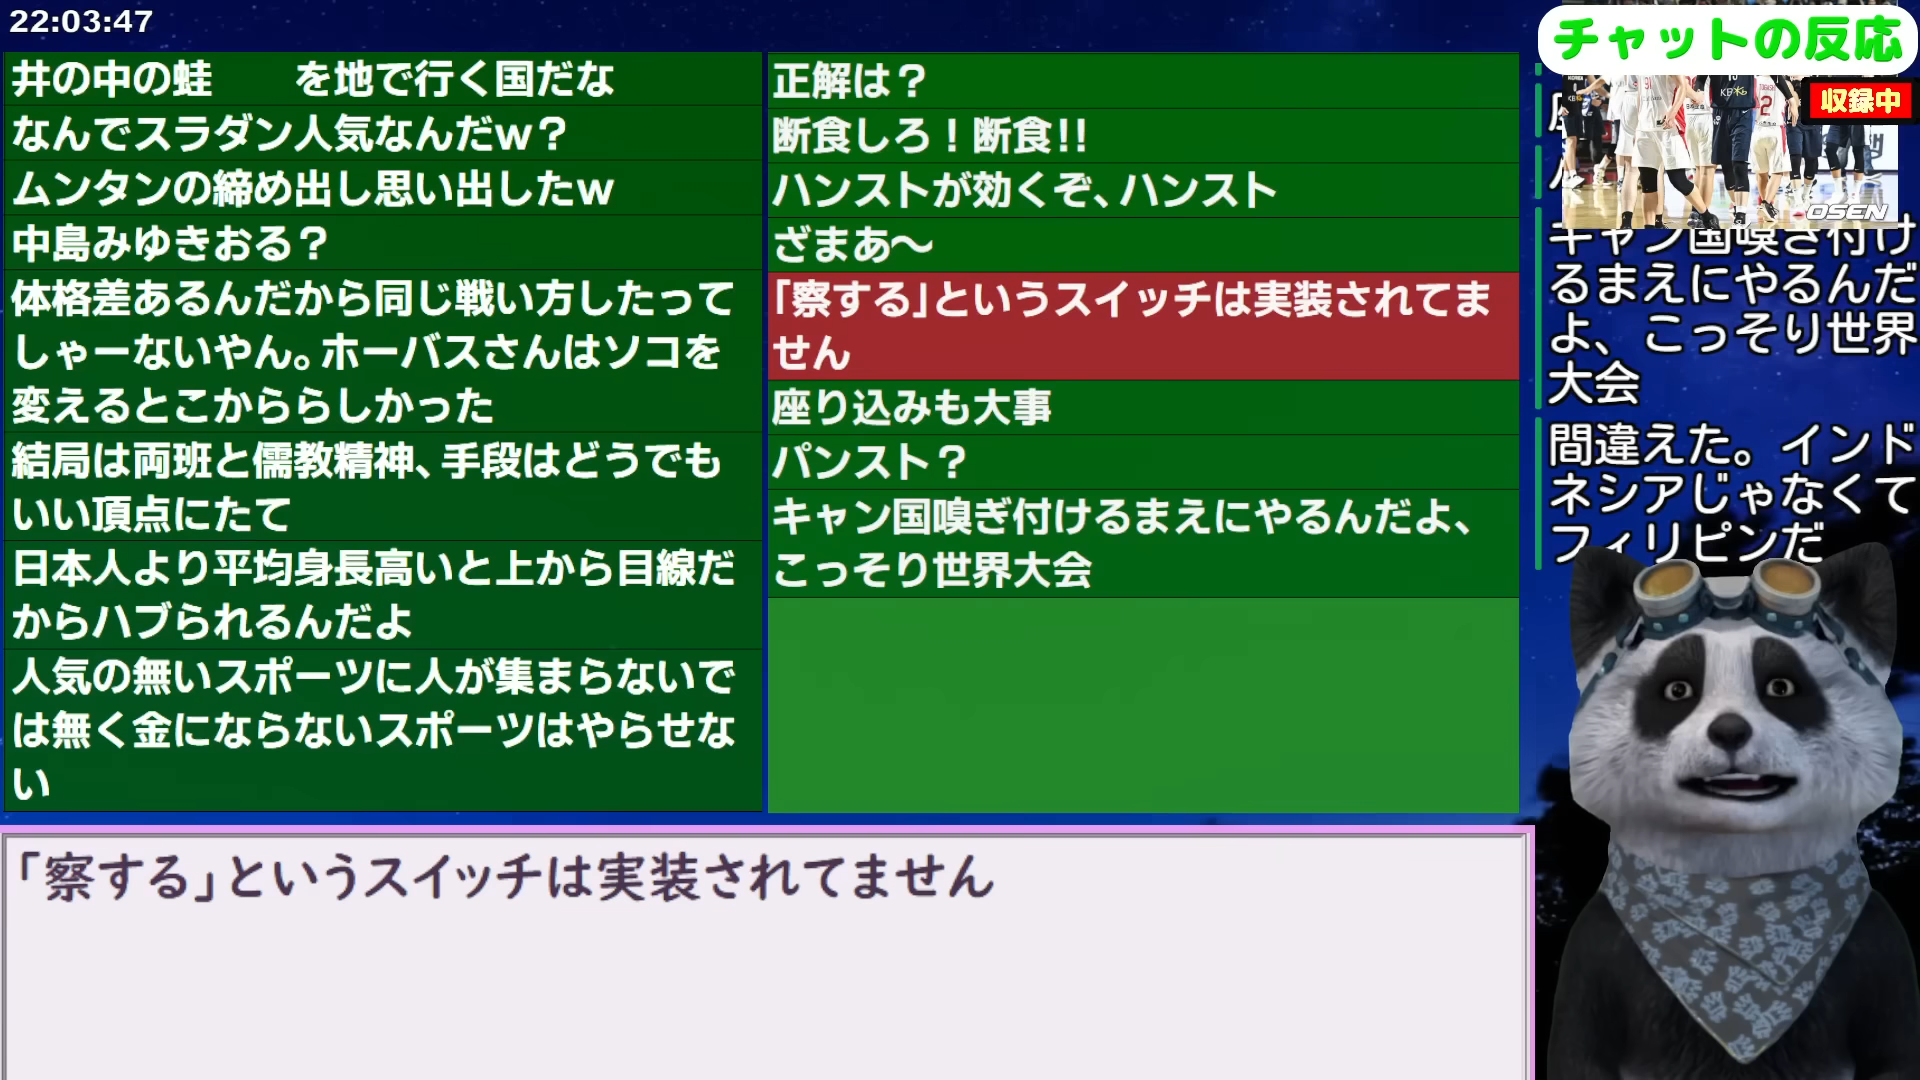 22:03:47
井の中の蛙　　を地で行く国だな
なんでスラダン人気なんだw？
ムンタンの締め出し思い出したw
中島みゆきおる？
体格差あるんだから同じ戦い方したって
しゃーないやん。ホーバスさんはソコを
変えるとこかららしかった
結局は両班と儒教精神、手段はどうでも
いい頂点にたて
日本人より平均身長高いと上から目線だ
からハブられるんだよ
人気の無いスポーツに人が集まらないで
は無く金にならないスポーツはやらせな
い
正解は？
断食しろ！断食!!
ハンストが効くぞ、ハンスト
ざまあ〜
「察する」というスイッチは実装されてま
せん
座り込みも大事
パンスト？
キャン国嗅ぎ付けるまえにやるんだよ、
こっそり世界大会
チャットの反応
収録中
OSEN
キャン国嗅ぎ付け
るまえにやるんだ
よ、こっそり世界
大会
間違えた。インド
ネシアじゃなくて
フィリピンだ
「察する」というスイッチは実装されてません